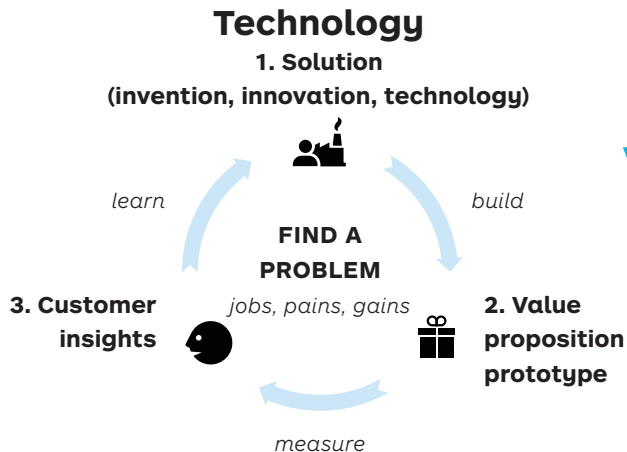 Technology
1. Solution
(invention, innovation, technology)
learn
build
FIND A
PROBLEM
jobs, pains, gains
3. Customer
insights
2. Value
proposition
prototype
measure